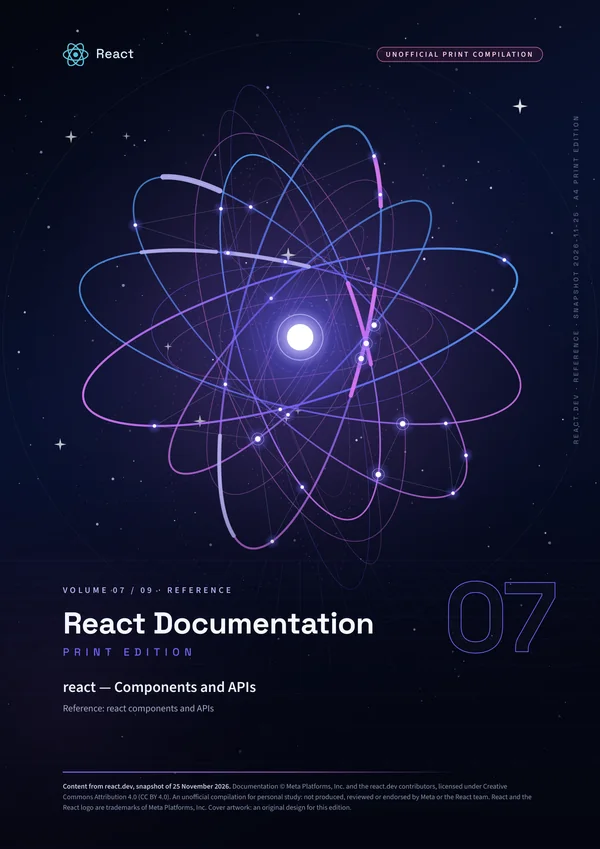 React
UNOFFICIAL PRINT COMPILATION
REACT.DEV · REFERENCE · SNAPSHOT 2025-11-25 · A4 PRINT EDITION
VOLUME 07 / 09 · REFERENCE
07
React Documentation
PRINT EDITION
react — Components and APIs
Reference: react components and APIs
Content from react.dev, snapshot of 25 November 2026. Documentation © Meta Platforms, Inc. and the react.dev contributors, licensed under Creative
Commons Attribution 4.0 (CC BY 4.0). An unofficial compilation for personal study: not produced, reviewed or endorsed by Meta or the React team. React and the
React logo are trademarks of Meta Platforms, Inc. Cover artwork: an original design for this edition.